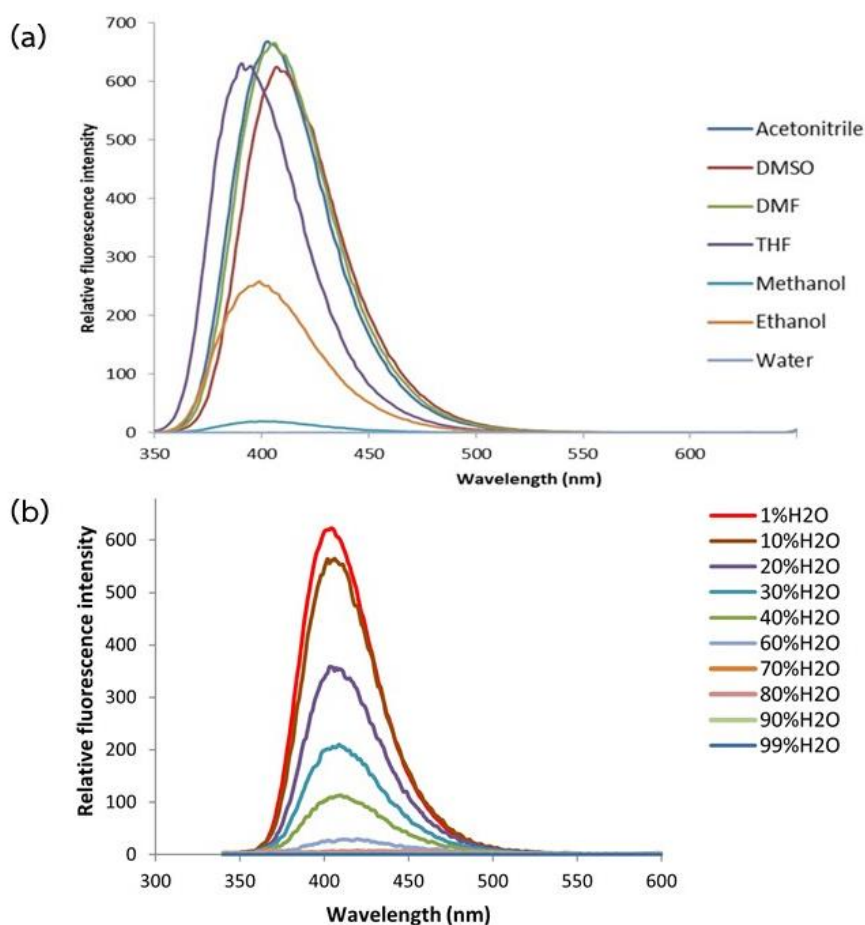 (a)
Relative fluorescence intensity
700
600
500
400
300
200
100
0
350
400
450
500
550
600
Wavelength (nm)
Acetonitrile
DMSO
DMF
THF
Methanol
Ethanol
Water
(b)
Relative fluorescence intensity
600
500
400
300
200
100
0
300
350
400
450
500
550
600
Wavelength (nm)
1%H2O
10%H2O
20%H2O
30%H2O
40%H2O
60%H2O
70%H2O
80%H2O
90%H2O
99%H2O